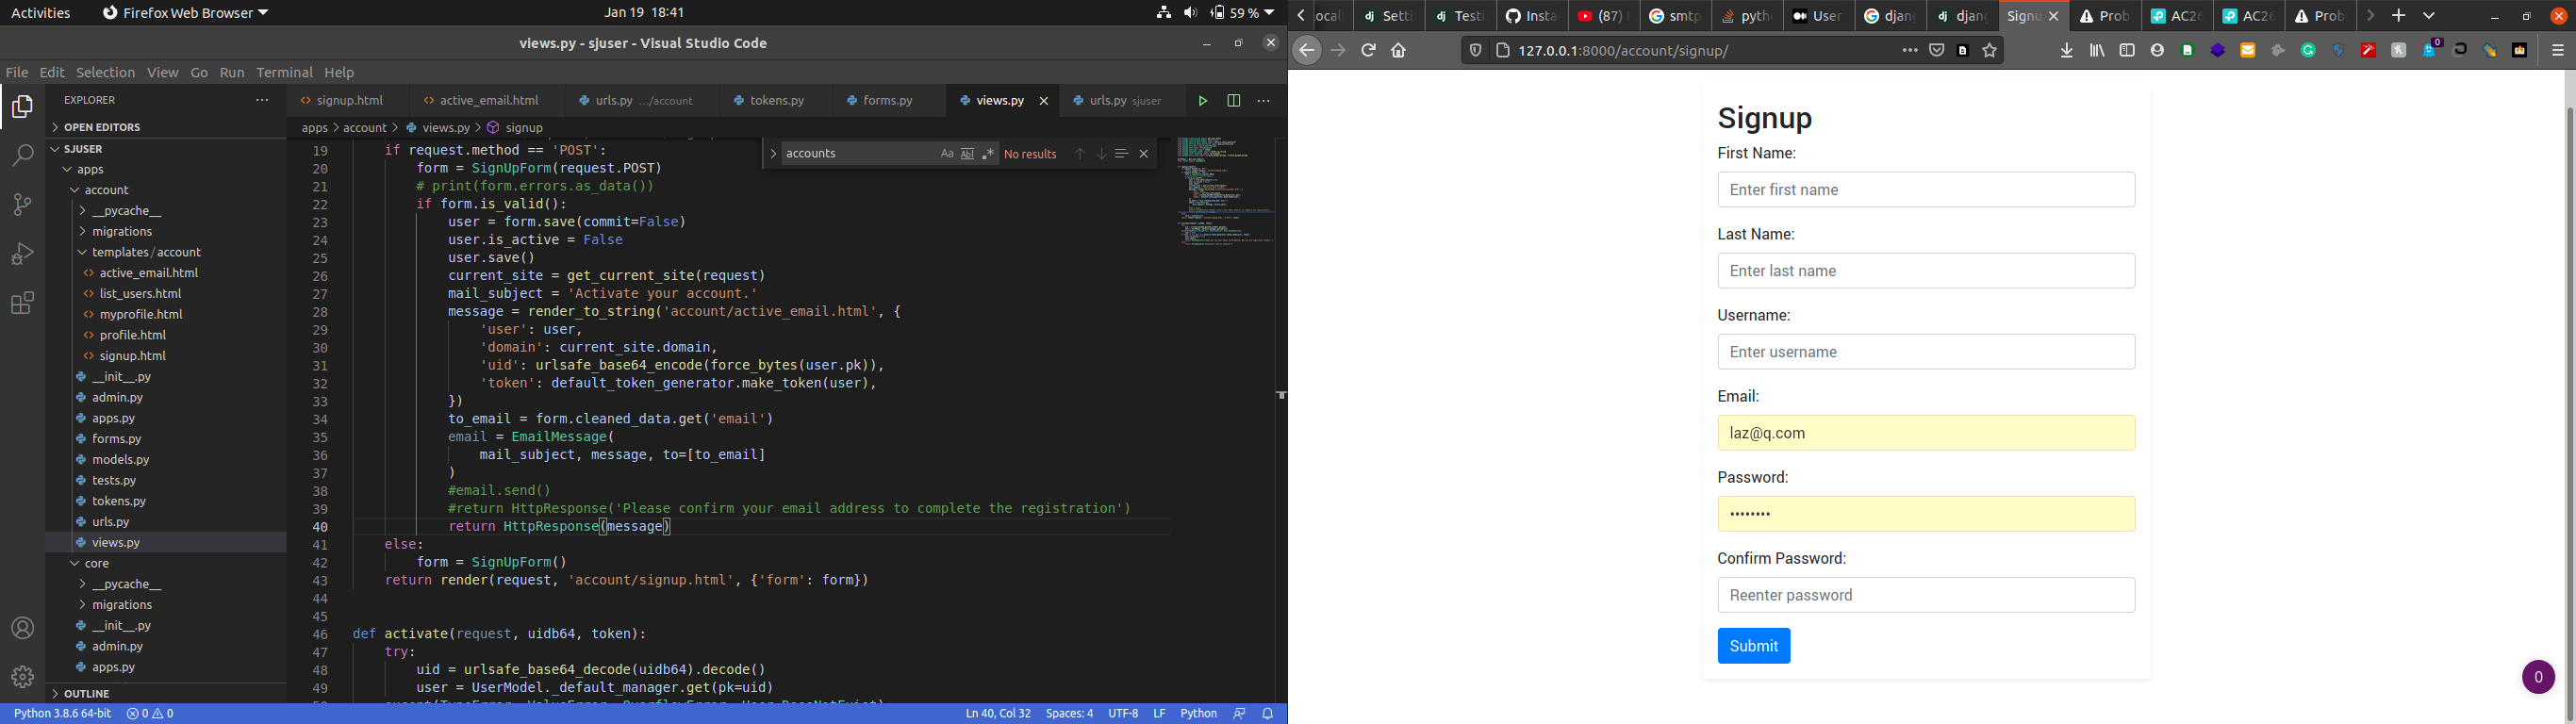 Activities
Firefox Web Browser
Jan 19 18:41
59 %
views.py - sjuser - Visual Studio Code
File Edit Selection View Go Run Terminal Help
EXPLORER
OPEN EDITORS
SJUSER
apps
account
__pycache__
migrations
templates/account
active_email.html
list_users.html
myprofile.html
profile.html
signup.html
__init__.py
admin.py
apps.py
forms.py
models.py
tests.py
tokens.py
urls.py
views.py
core
__pycache__
migrations
__init__.py
admin.py
apps.py
OUTLINE
signup.html active_email.html urls.py .../account tokens.py forms.py views.py urls.py sjuser
apps > account > views.py > signup
accounts
Aa Abl .* No results
19 if request.method == 'POST':
20 form = SignUpForm(request.POST)
21 # print(form.errors.as_data())
22 if form.is_valid():
23 user = form.save(commit=False)
24 user.is_active = False
25 user.save()
26 current_site = get_current_site(request)
27 mail_subject = 'Activate your account.'
28 message = render_to_string('account/active_email.html', {
29 'user': user,
30 'domain': current_site.domain,
31 'uid': urlsafe_base64_encode(force_bytes(user.pk)),
32 'token': default_token_generator.make_token(user),
33 })
34 to_email = form.cleaned_data.get('email')
35 email = EmailMessage(
36 mail_subject, message, to=[to_email]
37 )
38 #email.send()
39 #return HttpResponse('Please confirm your email address to complete the registration')
40 return HttpResponse(message)
41 else:
42 form = SignUpForm()
43 return render(request, 'account/signup.html', {'form': form})
44
45
46 def activate(request, uidb64, token):
47 try:
48 uid = urlsafe_base64_decode(uidb64).decode()
49 user = UserModel._default_manager.get(pk=uid)
Python 3.8.6 64-bit 0 0
Ln 40, Col 32 Spaces: 4 UTF-8 LF Python
ocall Setti Testi Insta (87) smtp pyth User djang djan Signu Prob AC26 AC26 Prob
127.0.0.1:8000/account/signup/
0
Signup
First Name:
Enter first name
Last Name:
Enter last name
Username:
Enter username
Email:
laz@q.com
Password:
••••••••
Confirm Password:
Reenter password
Submit
0